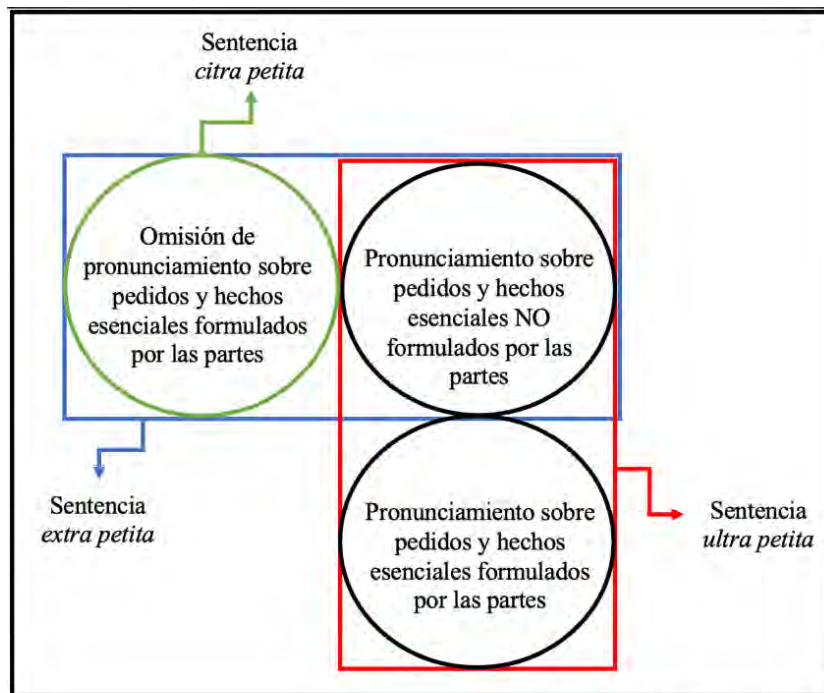 Sentencia
citra petita
Omisión de
pronunciamiento sobre
pedidos y hechos
esenciales formulados
por las partes
Pronunciamiento sobre
pedidos y hechos
esenciales NO
formulados por las
partes
Sentencia
extra petita
Pronunciamiento sobre
pedidos y hechos
esenciales formulados
por las partes
Sentencia
ultra petita